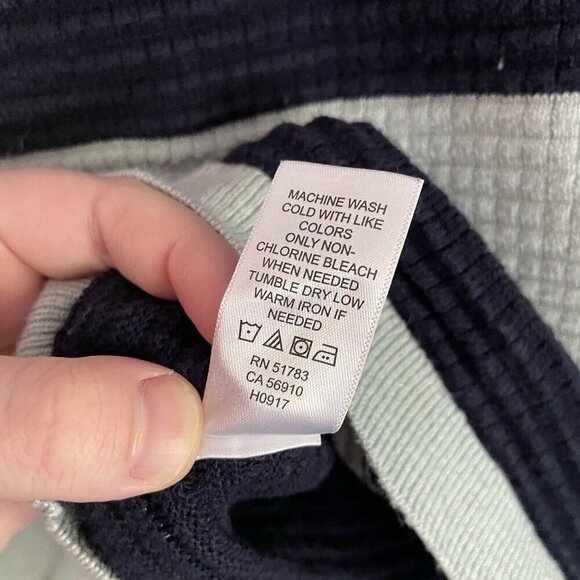 MACHINE WASH
COLD WITH LIKE
COLORS
ONLY NON-
CHLORINE BLEACH
WHEN NEEDED
TUMBLE DRY LOW
WARM IRON IF
NEEDED
RN 51783
CA 56910
H0917